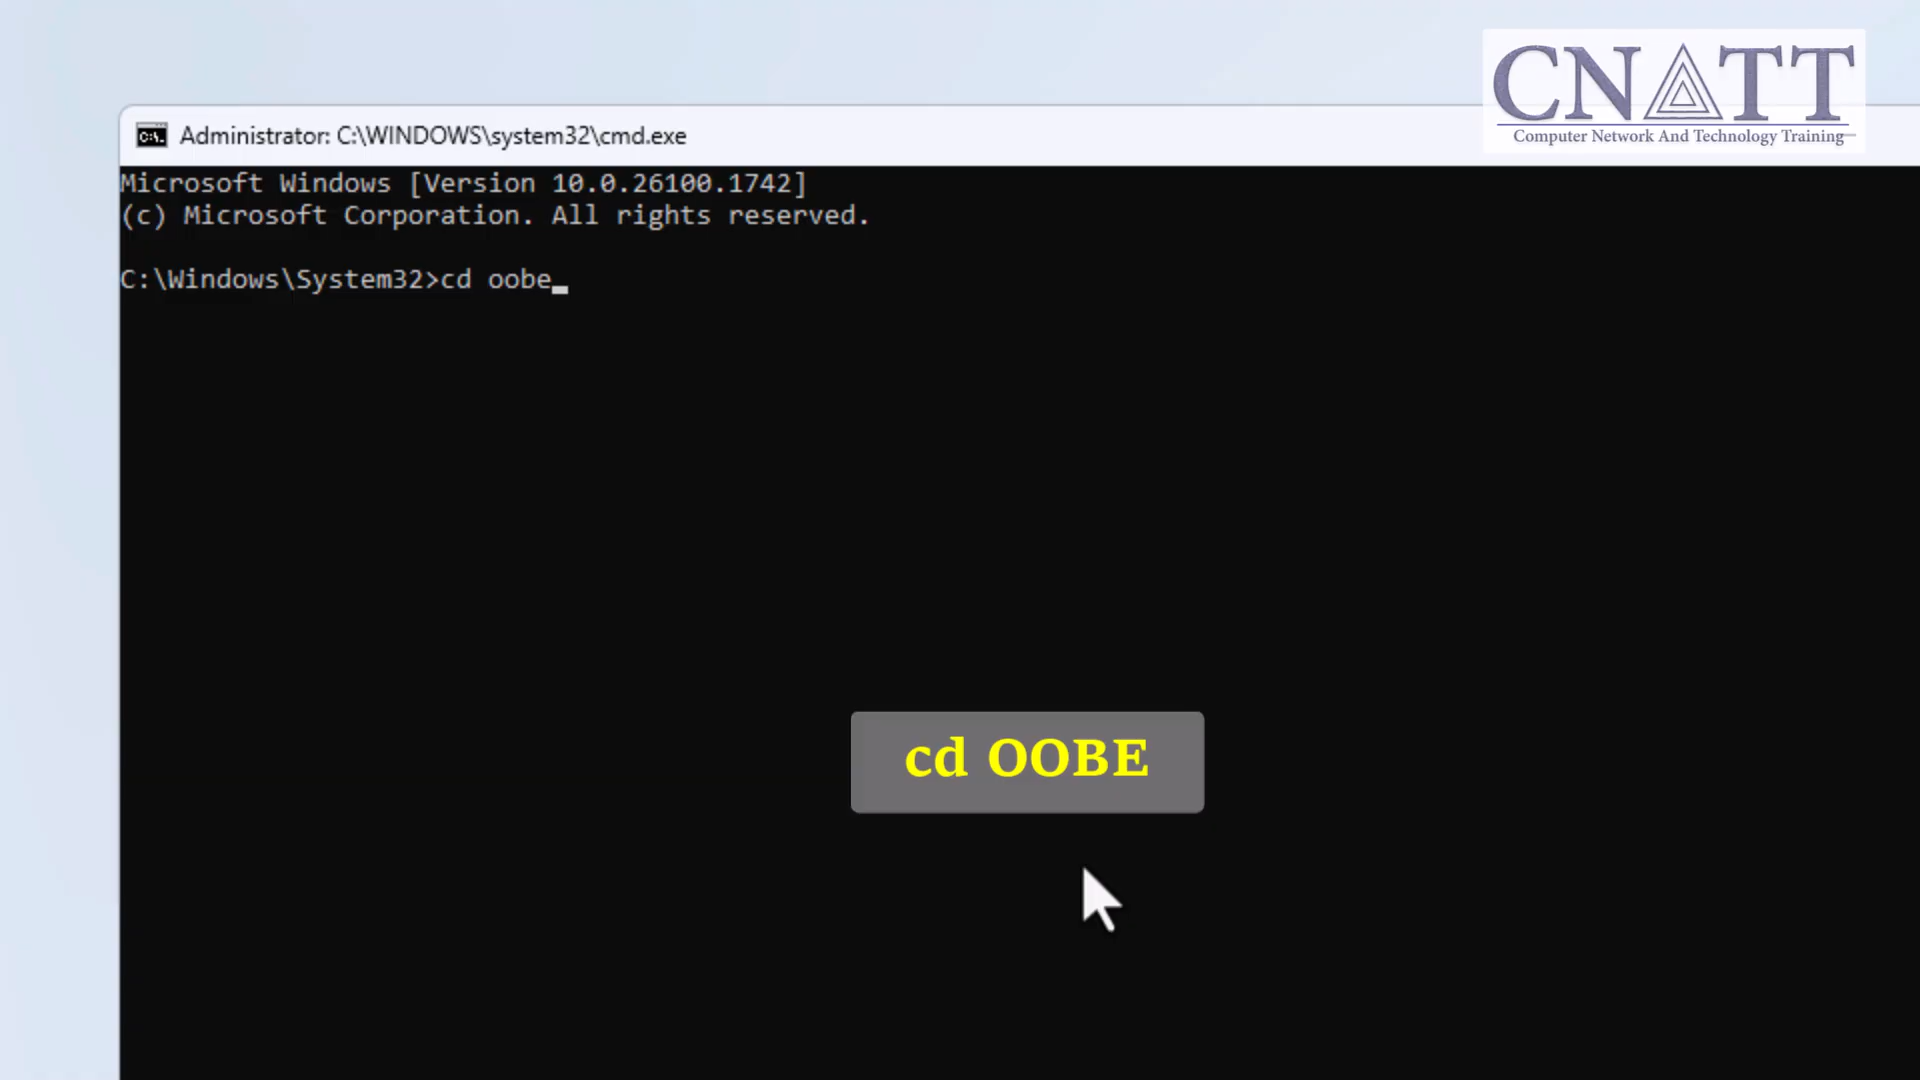 CNATT
Computer Network And Technology Training
Administrator: C:\WINDOWS\system32\cmd.exe
Microsoft Windows [Version 10.0.26100.1742]
(c) Microsoft Corporation. All rights reserved.
C:\Windows\System32>cd oobe_
cd OOBE